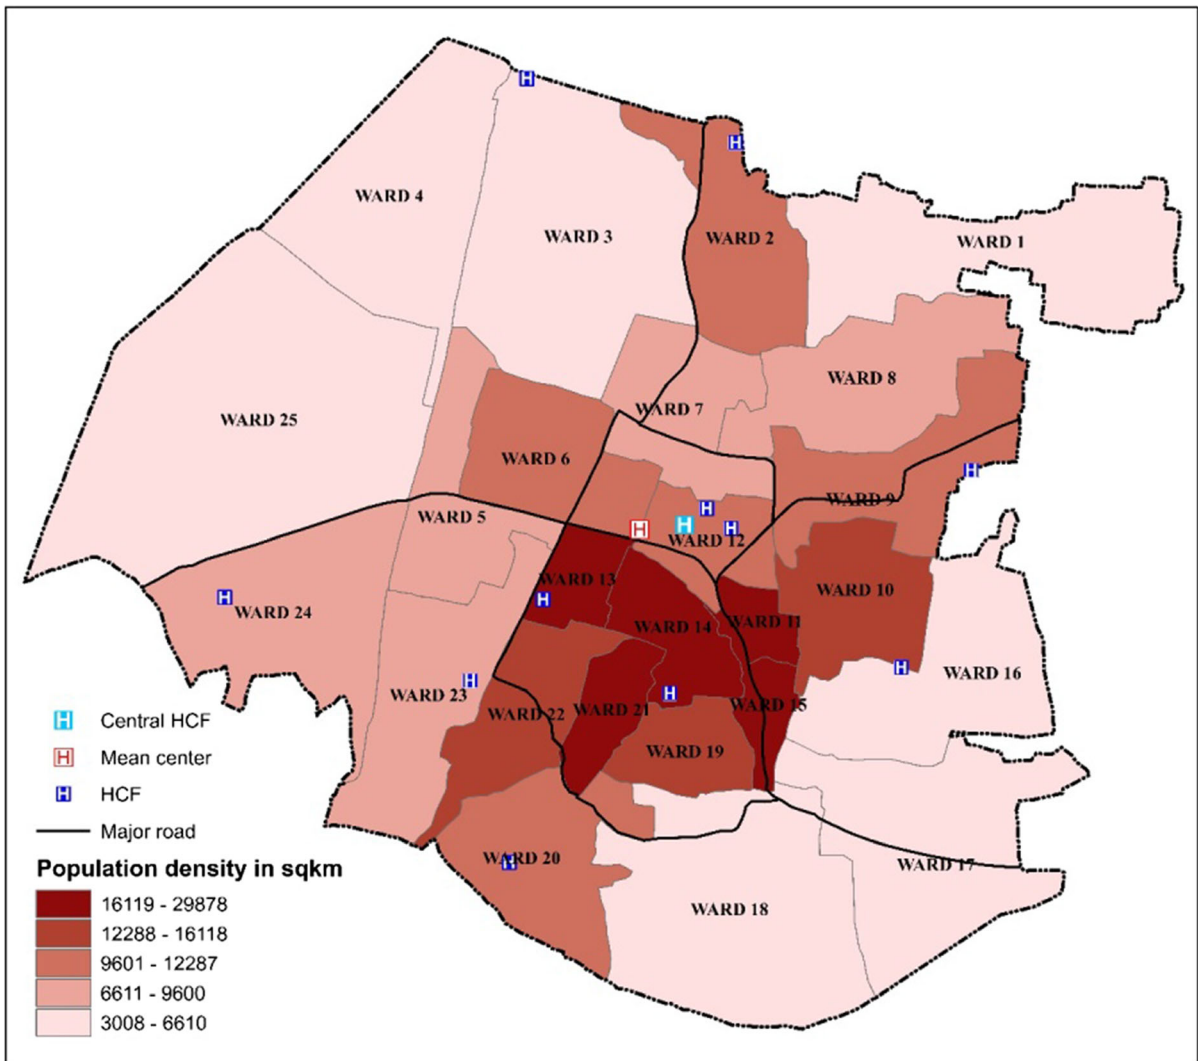 WARD 4
WARD 3
WARD 2
WARD 1
WARD 8
WARD 7
WARD 25
WARD 6
WARD 9
WARD 5
WARD 12
WARD 13
WARD 10
WARD 24
WARD 14
WARD 11
WARD 16
WARD 23
WARD 22
WARD 21
WARD 15
WARD 19
WARD 20
WARD 17
WARD 18
H Central HCF
H Mean center
H HCF
Major road
Population density in sqkm
16119 - 29878
12288 - 16118
9601 - 12287
6611 - 9600
3008 - 6610